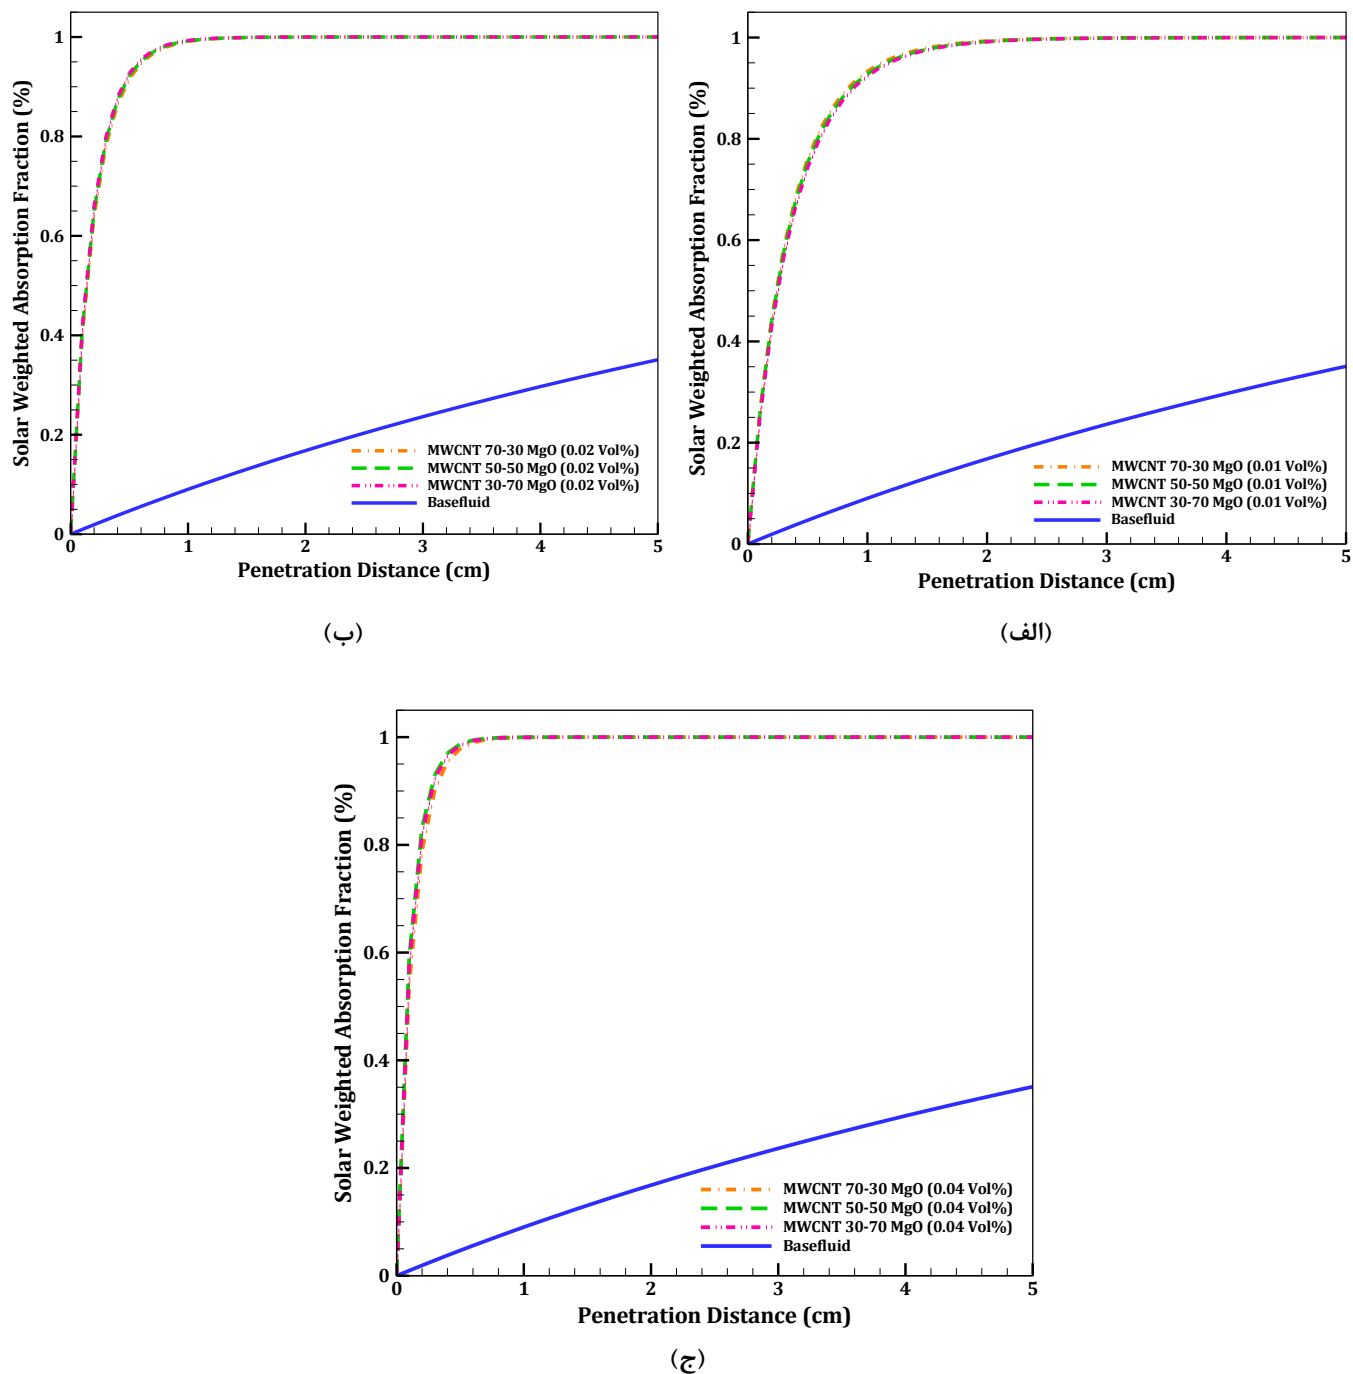 Solar Weighted Absorption Fraction (%)
1
0.8
0.6
0.4
0.2
0
MWCNT 70-30 MgO (0.02 Vol%)
MWCNT 50-50 MgO (0.02 Vol%)
MWCNT 30-70 MgO (0.02 Vol%)
Basefluid
0 1 2 3 4 5
Penetration Distance (cm)
(ب)
Solar Weighted Absorption Fraction (%)
1
0.8
0.6
0.4
0.2
0
MWCNT 70-30 MgO (0.01 Vol%)
MWCNT 50-50 MgO (0.01 Vol%)
MWCNT 30-70 MgO (0.01 Vol%)
Basefluid
0 1 2 3 4 5
Penetration Distance (cm)
(الف)
Solar Weighted Absorption Fraction (%)
1
0.8
0.6
0.4
0.2
0
MWCNT 70-30 MgO (0.04 Vol%)
MWCNT 50-50 MgO (0.04 Vol%)
MWCNT 30-70 MgO (0.04 Vol%)
Basefluid
0 1 2 3 4 5
Penetration Distance (cm)
(ج)